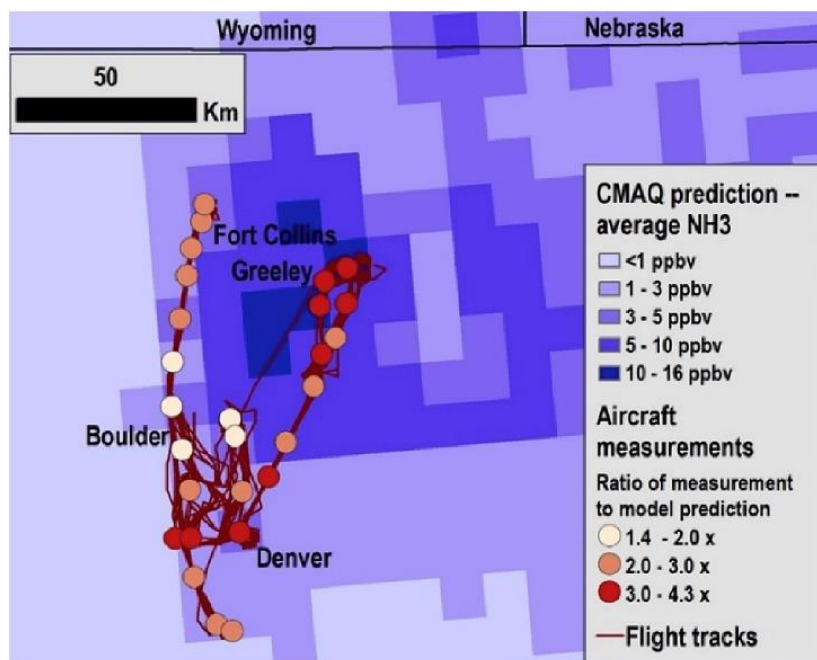 Wyoming
Nebraska
50
Km
Fort Collins
Greeley
Boulder
Denver
CMAQ prediction --
average NH3
<1 ppbv
1 - 3 ppbv
3 - 5 ppbv
5 - 10 ppbv
10 - 16 ppbv
Aircraft
measurements
Ratio of measurement
to model prediction
1.4 - 2.0 x
2.0 - 3.0 x
3.0 - 4.3 x
Flight tracks